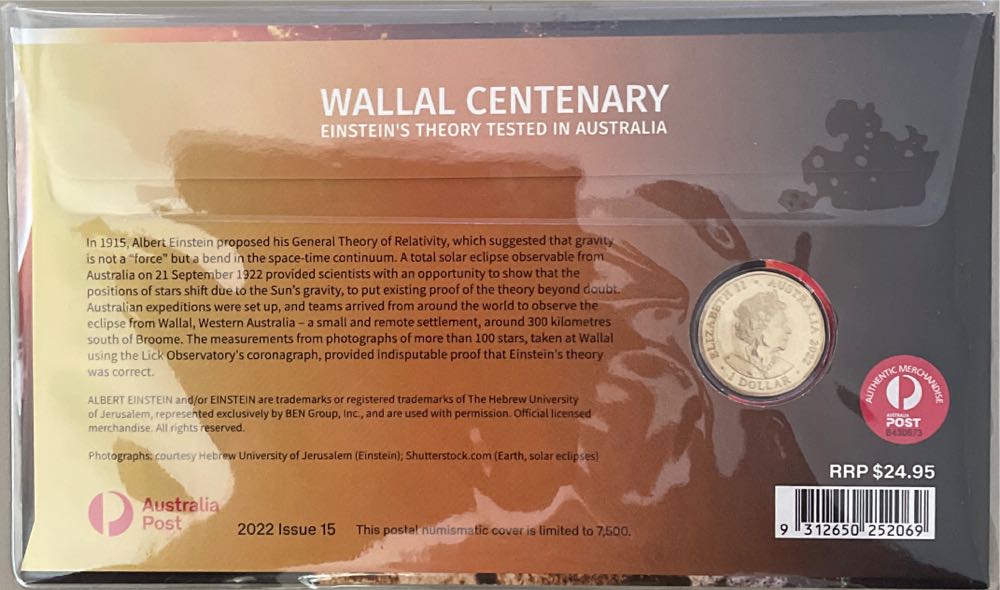 WALLAL CENTENARY
EINSTEIN'S THEORY TESTED IN AUSTRALIA
In 1915, Albert Einstein proposed his General Theory of Relativity, which suggested that gravity
is not a "force" but a bend in the space-time continuum. A total solar eclipse observable from
Australia on 21 September 1922 provided scientists with an opportunity to show that the
positions of stars shift due to the Sun's gravity, to put existing proof of the theory beyond doubt.
Australian expeditions were set up, and teams arrived from around the world to observe the
eclipse from Wallal, Western Australia – a small and remote settlement, around 300 kilometres
south of Broome. The measurements from photographs of more than 100 stars, taken at Wallal
using the Lick Observatory's coronagraph, provided indisputable proof that Einstein's theory
was correct.
ALBERT EINSTEIN and/or EINSTEIN are trademarks or registered trademarks of The Hebrew University
of Jerusalem, represented exclusively by BEN Group, Inc., and are used with permission. Official licensed
merchandise. All rights reserved.
Photographs: courtesy Hebrew University of Jerusalem (Einstein); Shutterstock.com (Earth, solar eclipses)
Australia
Post
2022 Issue 15 This postal numismatic cover is limited to 7,500.
ELIZABETH II • AUSTRALIA 2022
• 1 DOLLAR •
AUTHENTIC MERCHANDISE
AUSTRALIA
POST
RRP $24.95
9 312650 252069